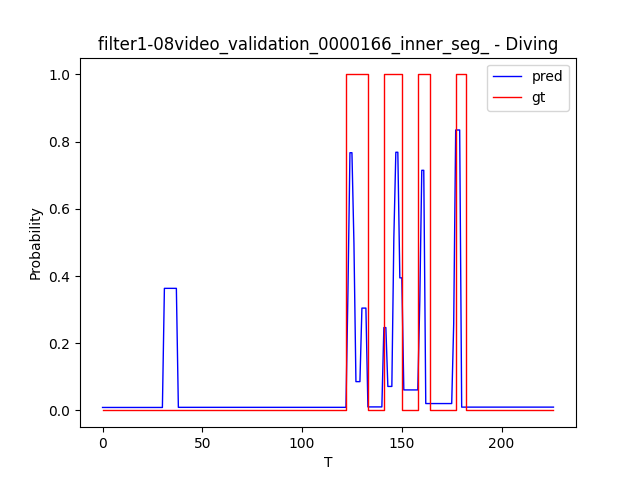 filter1-08video_validation_0000166_inner_seg_ - Diving
pred
gt
1.0
0.8
0.6
0.4
0.2
0.0
Probability
0
50
100
150
200
T